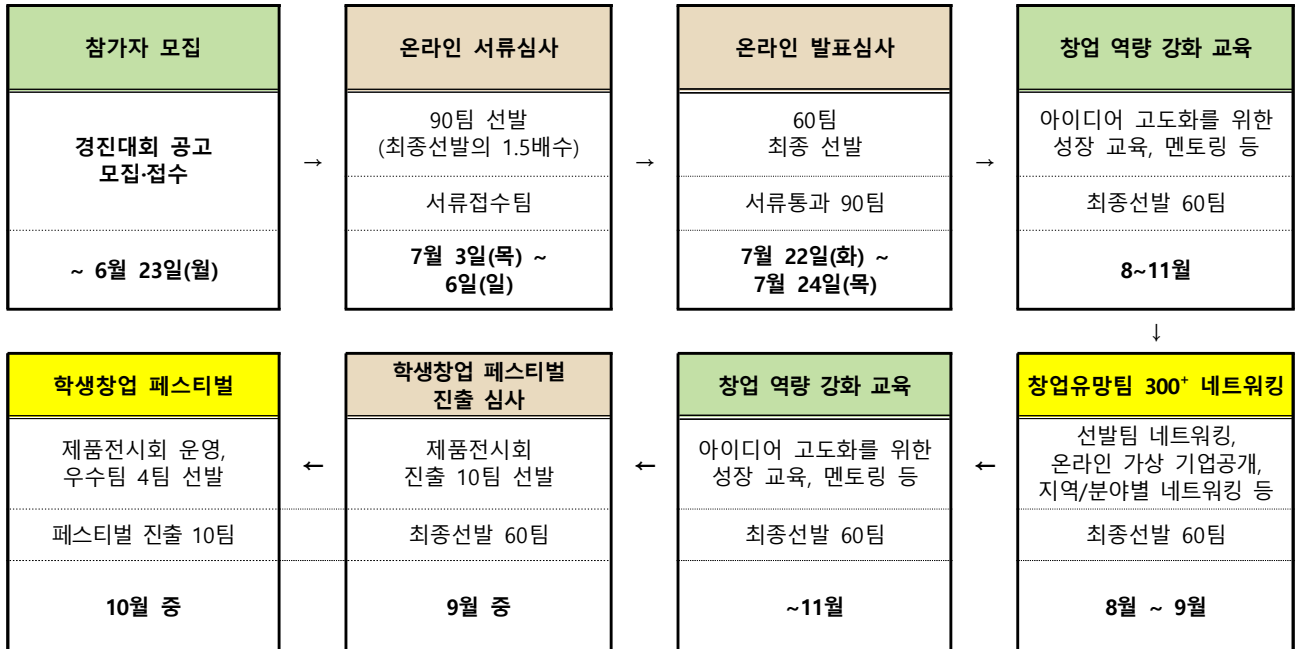 참가자 모집
경진대회 공고
모집·접수
~ 6월 23일(월)
→
온라인 서류심사
90팀 선발
(최종선발의 1.5배수)
서류접수팀
7월 3일(목) ~
6일(일)
→
온라인 발표심사
60팀
최종 선발
서류통과 90팀
7월 22일(화) ~
7월 24일(목)
→
창업 역량 강화 교육
아이디어 고도화를 위한
성장 교육, 멘토링 등
최종선발 60팀
8~11월
↓
창업유망팀 300⁺ 네트워킹
선발팀 네트워킹,
온라인 가상 기업공개,
지역/분야별 네트워킹 등
최종선발 60팀
8월 ~ 9월
←
창업 역량 강화 교육
아이디어 고도화를 위한
성장 교육, 멘토링 등
최종선발 60팀
~11월
←
학생창업 페스티벌
진출 심사
제품전시회
진출 10팀 선발
최종선발 60팀
9월 중
←
학생창업 페스티벌
제품전시회 운영,
우수팀 4팀 선발
페스티벌 진출 10팀
10월 중